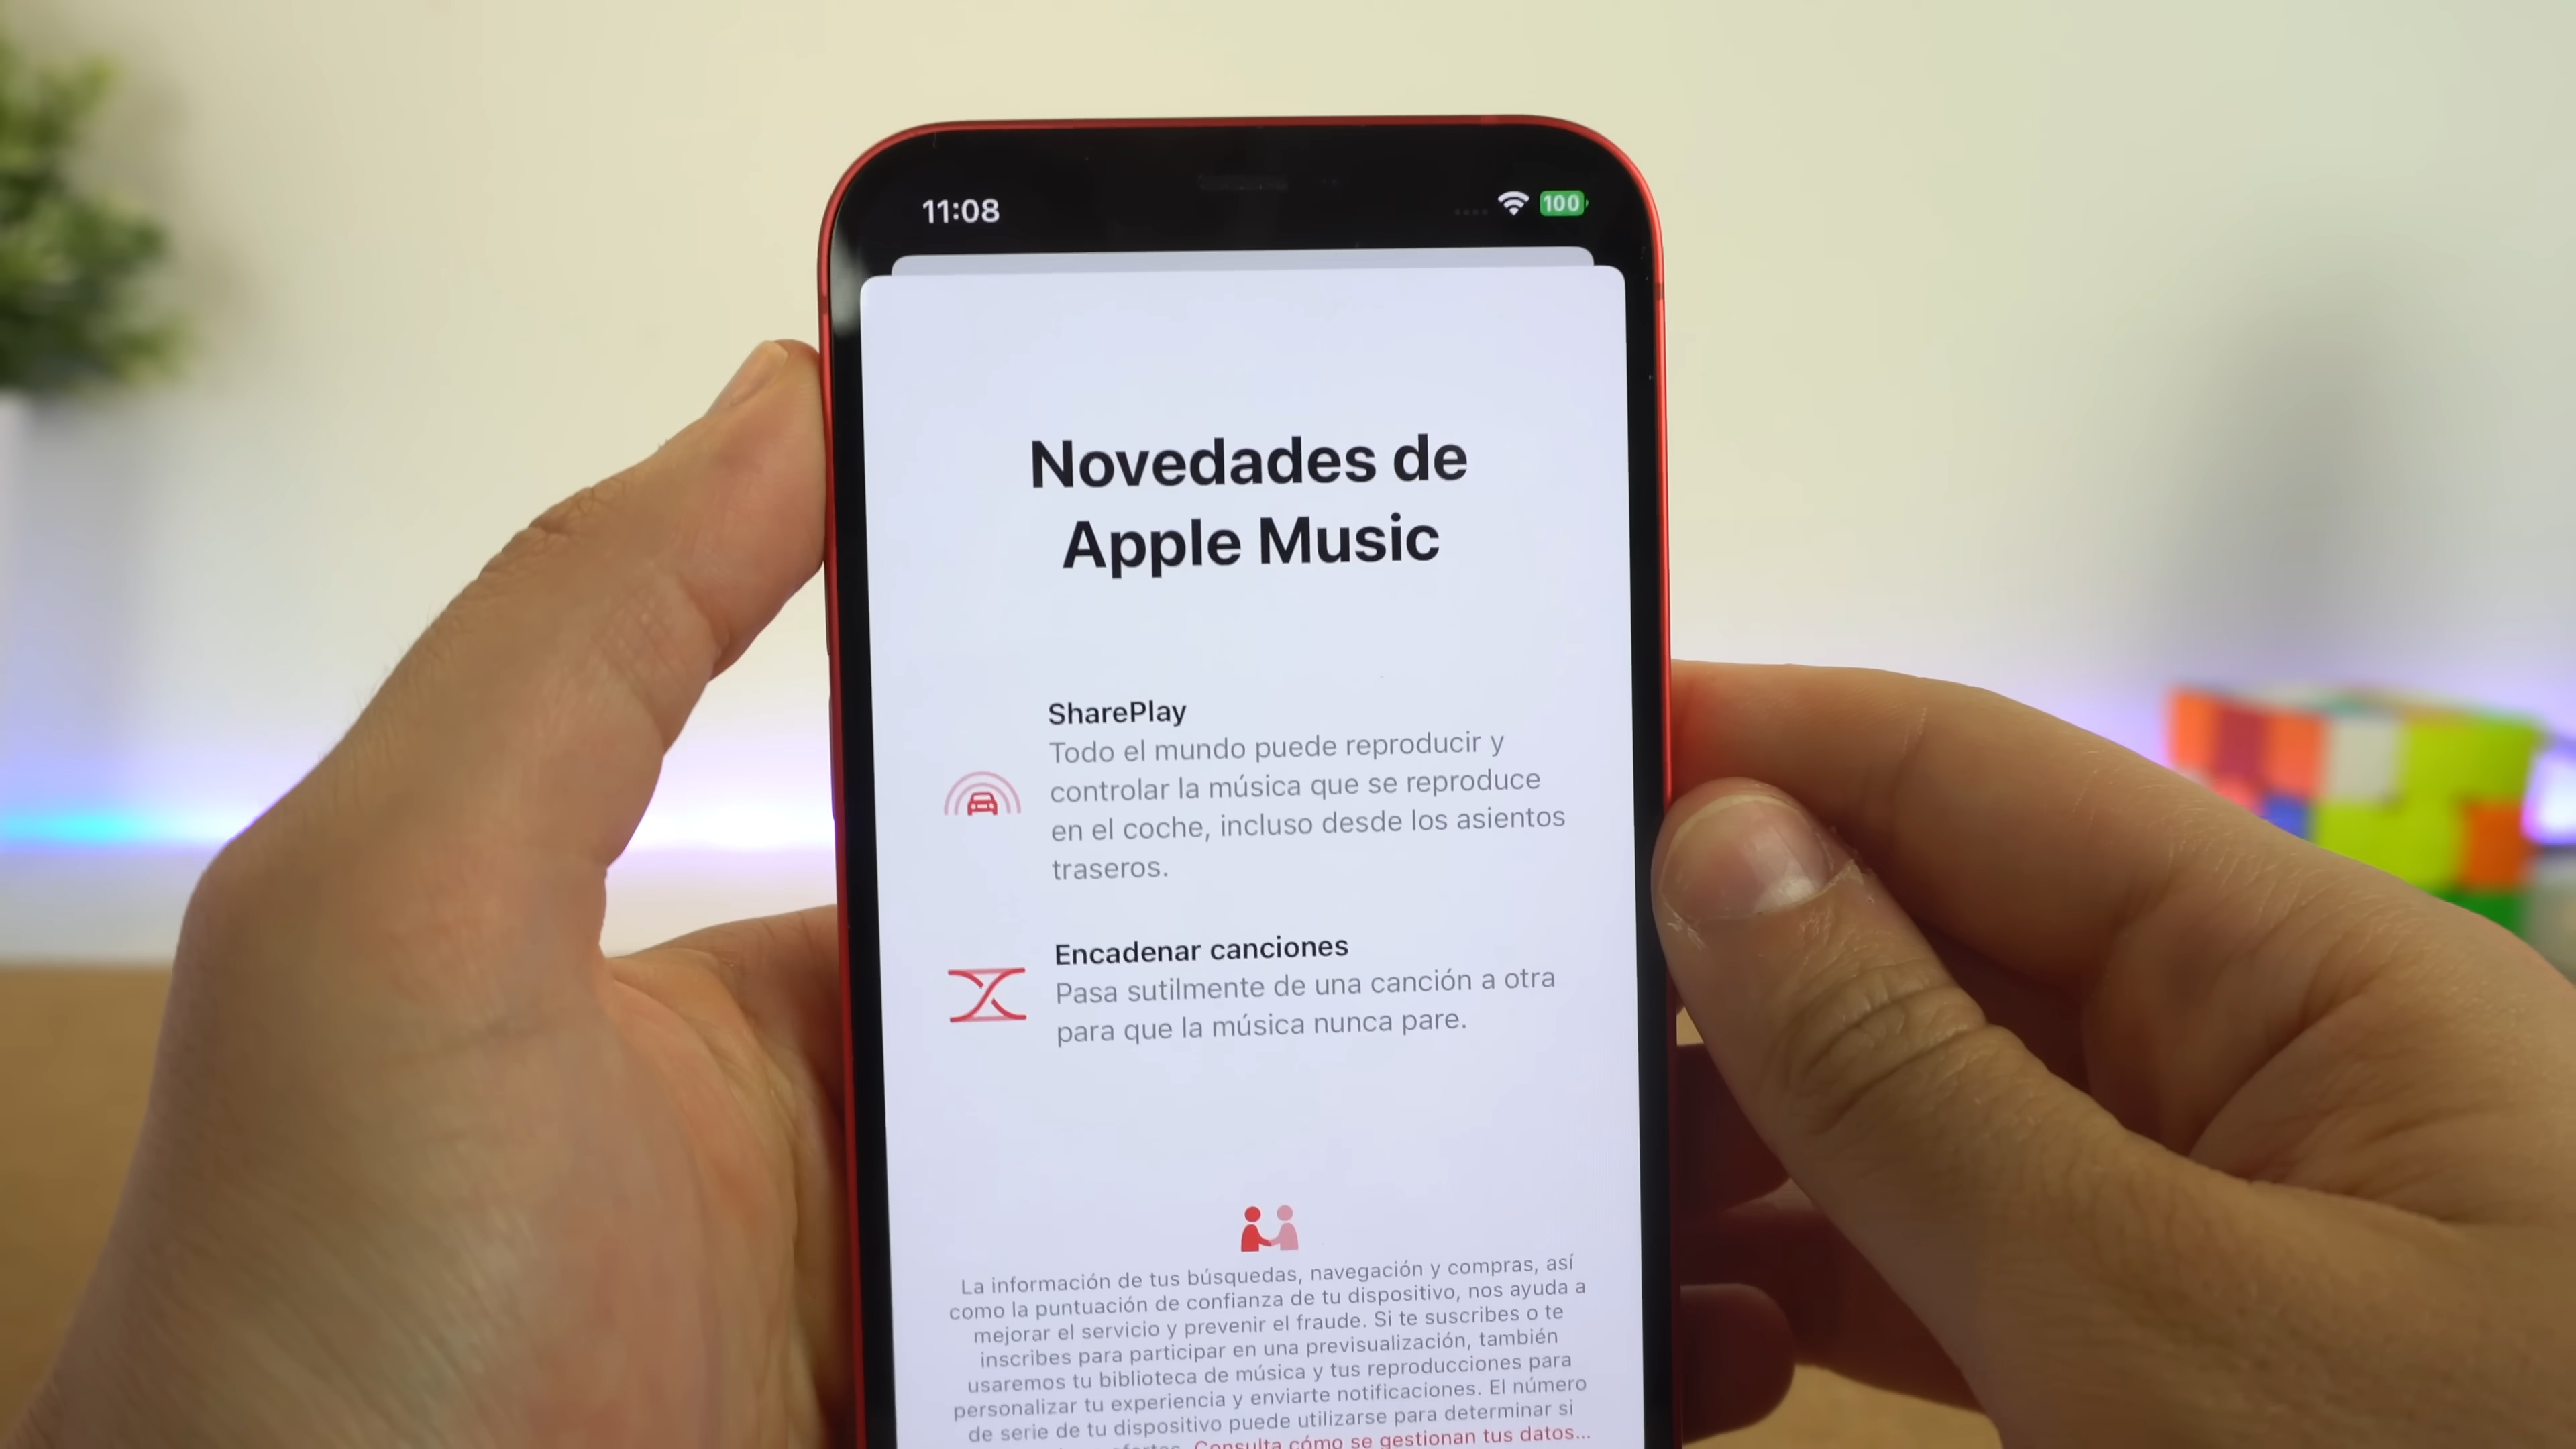 11:08
100
Novedades de
Apple Music
SharePlay
Todo el mundo puede reproducir y
controlar la música que se reproduce
en el coche, incluso desde los asientos
traseros.
Encadenar canciones
Pasa sutilmente de una canción a otra
para que la música nunca pare.
La información de tus búsquedas, navegación y compras, así
como la puntuación de confianza de tu dispositivo, nos ayuda a
mejorar el servicio y prevenir el fraude. Si te suscribes o te
inscribes para participar en una previsualización, también
usaremos tu biblioteca de música y tus reproducciones para
personalizar tu experiencia y enviarte notificaciones. El número
de serie de tu dispositivo puede utilizarse para determinar si
Consulta cómo se gestionan tus datos...